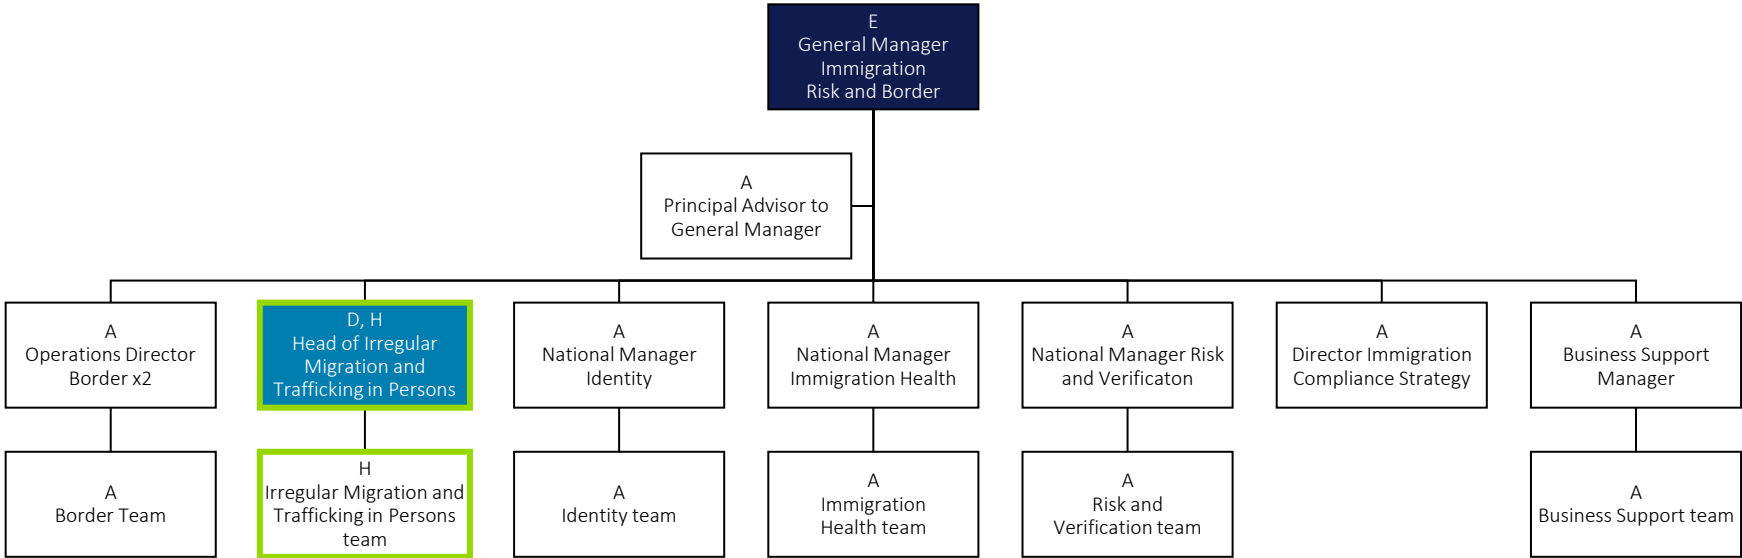 E
General Manager
Immigration
Risk and Border
A
Principal Advisor to
General Manager
A
Operations Director
Border x2
D, H
Head of Irregular
Migration and
Trafficking in Persons
A
National Manager
Identity
A
National Manager
Immigration Health
A
National Manager Risk
and Verificaton
A
Director Immigration
Compliance Strategy
A
Business Support
Manager
A
Border Team
H
Irregular Migration and
Trafficking in Persons
team
A
Identity team
A
Immigration
Health team
A
Risk and
Verification team
A
Business Support team